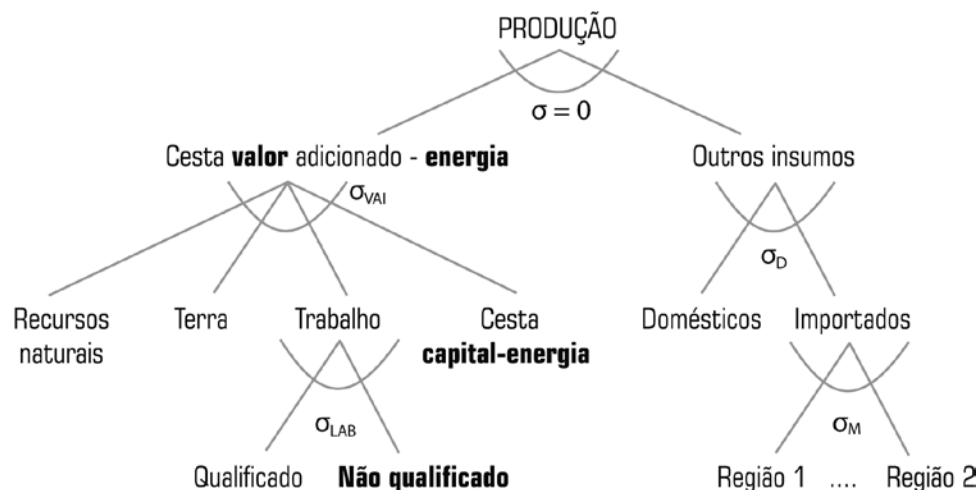 PRODUÇÃO
σ = 0
Cesta valor adicionado - energia
Outros insumos
σVAI
σD
Recursos naturais
Terra
Trabalho
Cesta capital-energia
Domésticos
Importados
σLAB
σM
Qualificado
Não qualificado
Região 1
....
Região 2